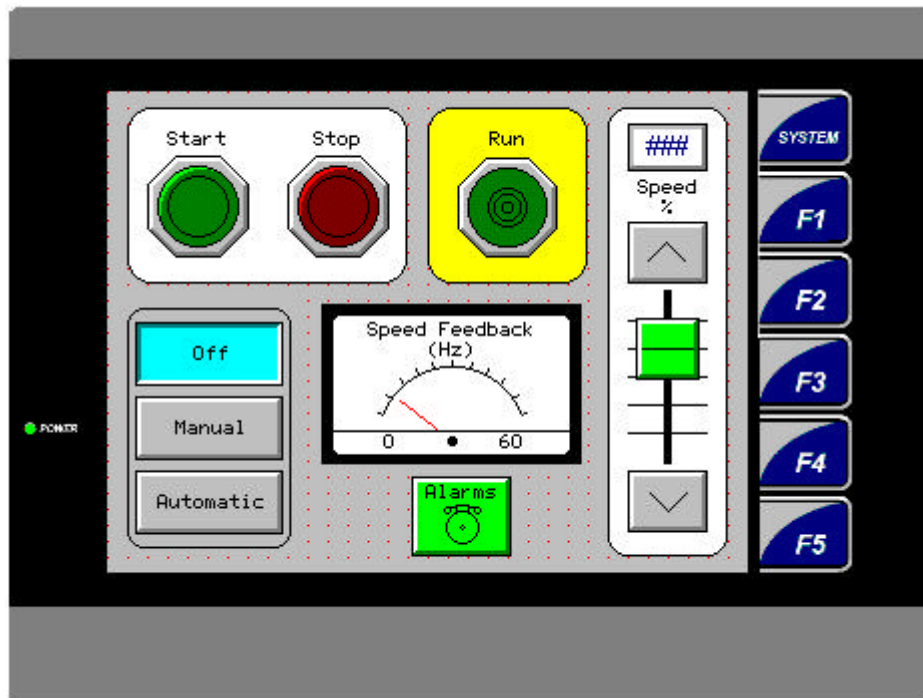 Start
Stop
Run
###
Speed
%
SYSTEM
F1
F2
F3
F4
F5
Off
Manual
Automatic
Speed Feedback
(Hz)
0
60
Alarms
POWER